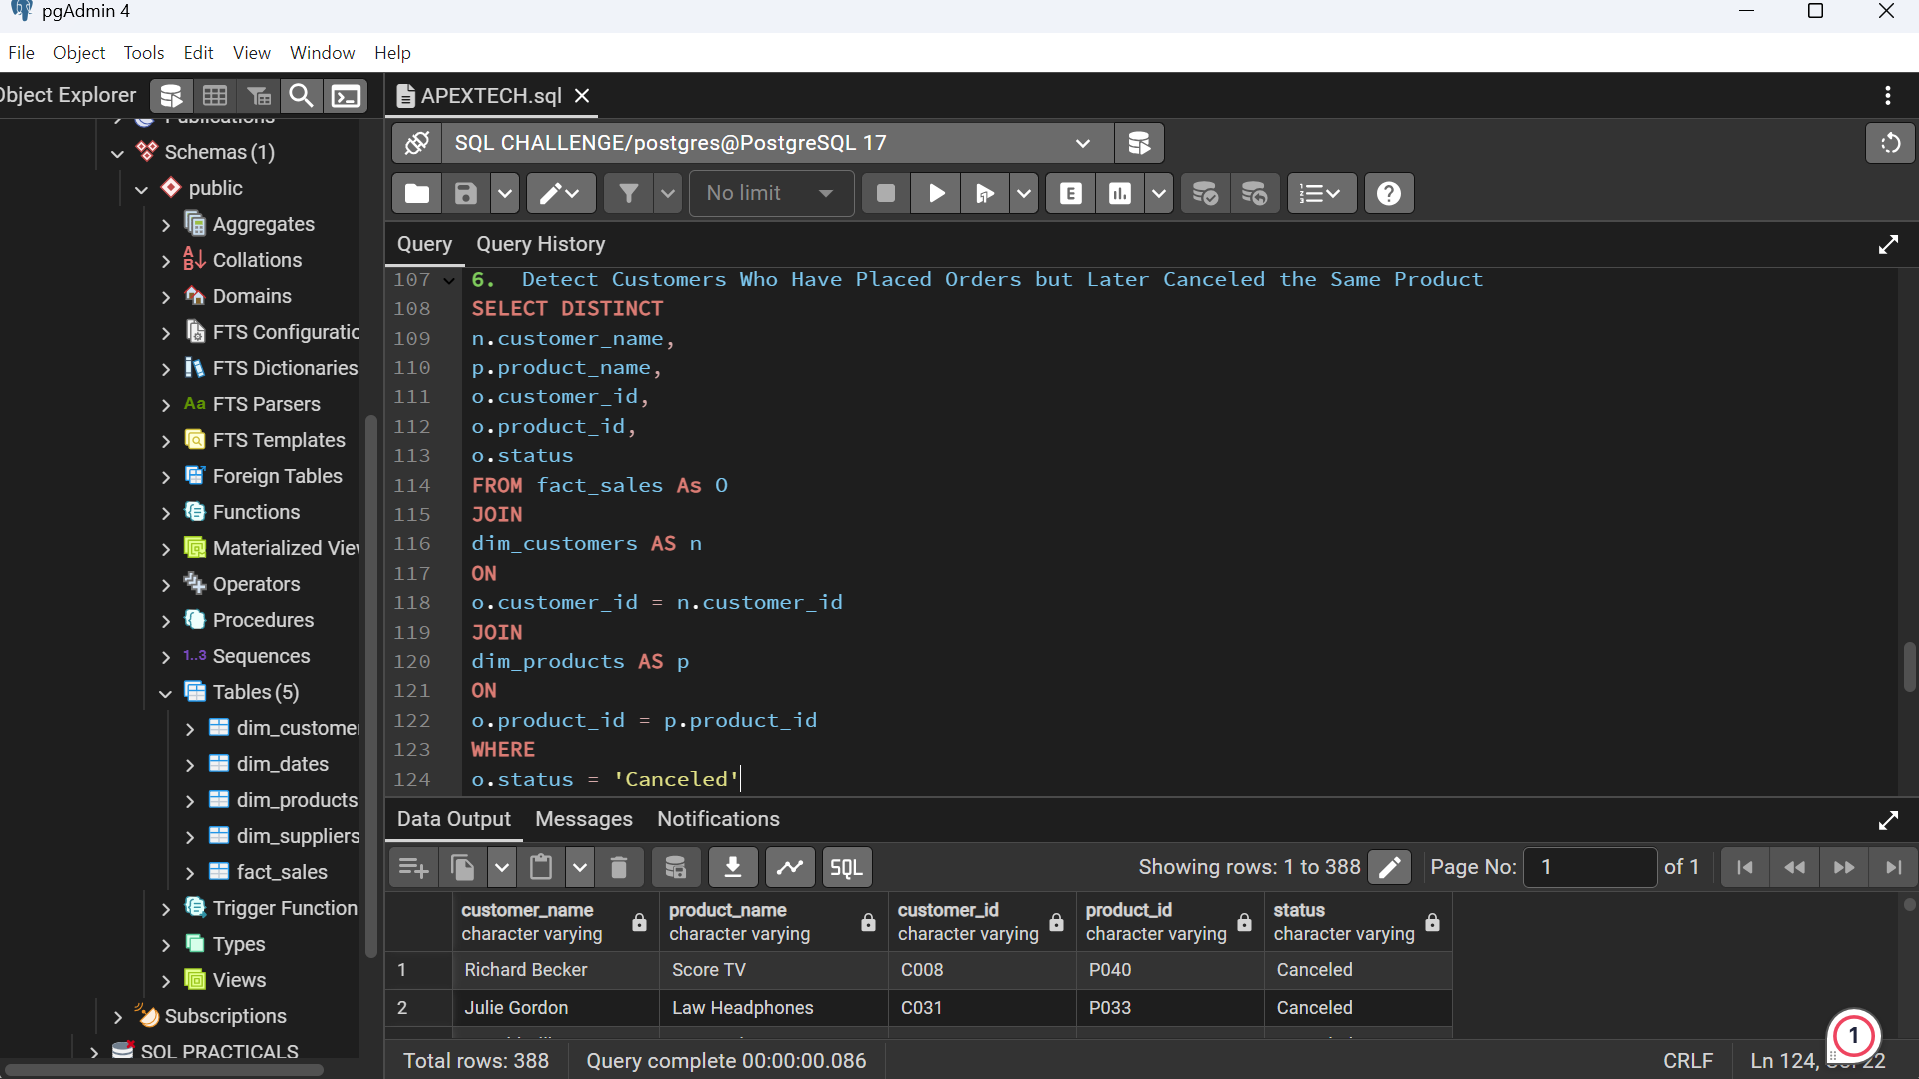 pgAdmin 4
File Object Tools Edit View Window Help
Object Explorer
APEXTECH.sql
Publications
Schemas (1)
public
Aggregates
Collations
Domains
FTS Configuratic
FTS Dictionaries
Aa FTS Parsers
FTS Templates
Foreign Tables
Functions
Materialized Vie
Operators
Procedures
1..3 Sequences
Tables (5)
dim_custome
dim_dates
dim_products
dim_suppliers
fact_sales
Trigger Function
Types
Views
Subscriptions
SQL PRACTICALS
SQL CHALLENGE/postgres@PostgreSQL 17
No limit
E
Query Query History
107 6. Detect Customers Who Have Placed Orders but Later Canceled the Same Product
108 SELECT DISTINCT
109 n.customer_name,
110 p.product_name,
111 o.customer_id,
112 o.product_id,
113 o.status
114 FROM fact_sales As O
115 JOIN
116 dim_customers AS n
117 ON
118 o.customer_id = n.customer_id
119 JOIN
120 dim_products AS p
121 ON
122 o.product_id = p.product_id
123 WHERE
124 o.status = 'Canceled'
Data Output Messages Notifications
SQL
Showing rows: 1 to 388 Page No: 1 of 1
customer_name product_name customer_id product_id status
character varying character varying character varying character varying character varying
1 Richard Becker Score TV C008 P040 Canceled
2 Julie Gordon Law Headphones C031 P033 Canceled
1
Total rows: 388 Query complete 00:00:00.086 CRLF Ln 124, 22